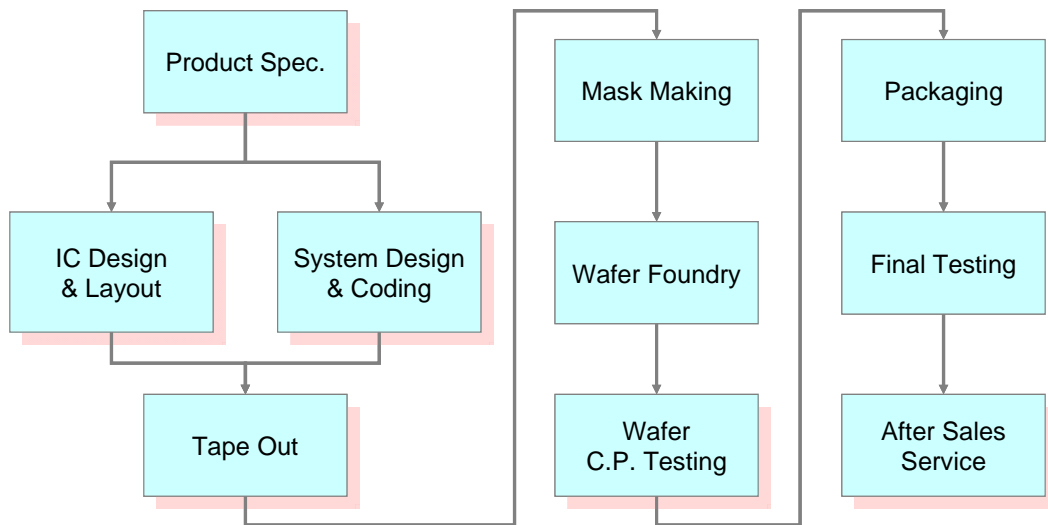 Product Spec.
IC Design
& Layout
System Design
& Coding
Tape Out
Mask Making
Wafer Foundry
Wafer
C.P. Testing
Packaging
Final Testing
After Sales
Service